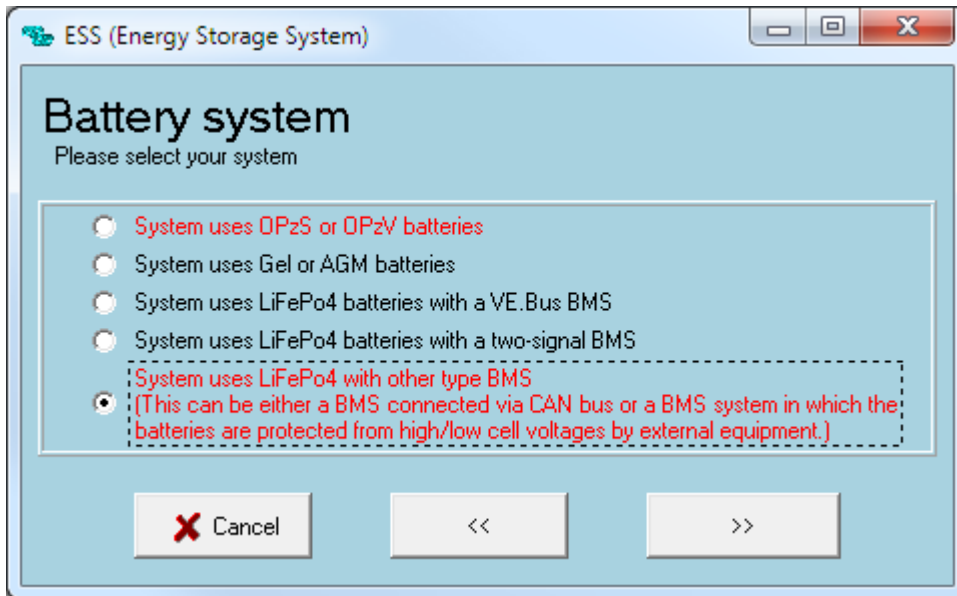 ESS (Energy Storage System)
Battery system
Please select your system
System uses OPzS or OPzV batteries
System uses Gel or AGM batteries
System uses LiFePo4 batteries with a VE.Bus BMS
System uses LiFePo4 batteries with a two-signal BMS
System uses LiFePo4 with other type BMS
(This can be either a BMS connected via CAN bus or a BMS system in which the
batteries are protected from high/low cell voltages by external equipment.)
Cancel
<<
>>